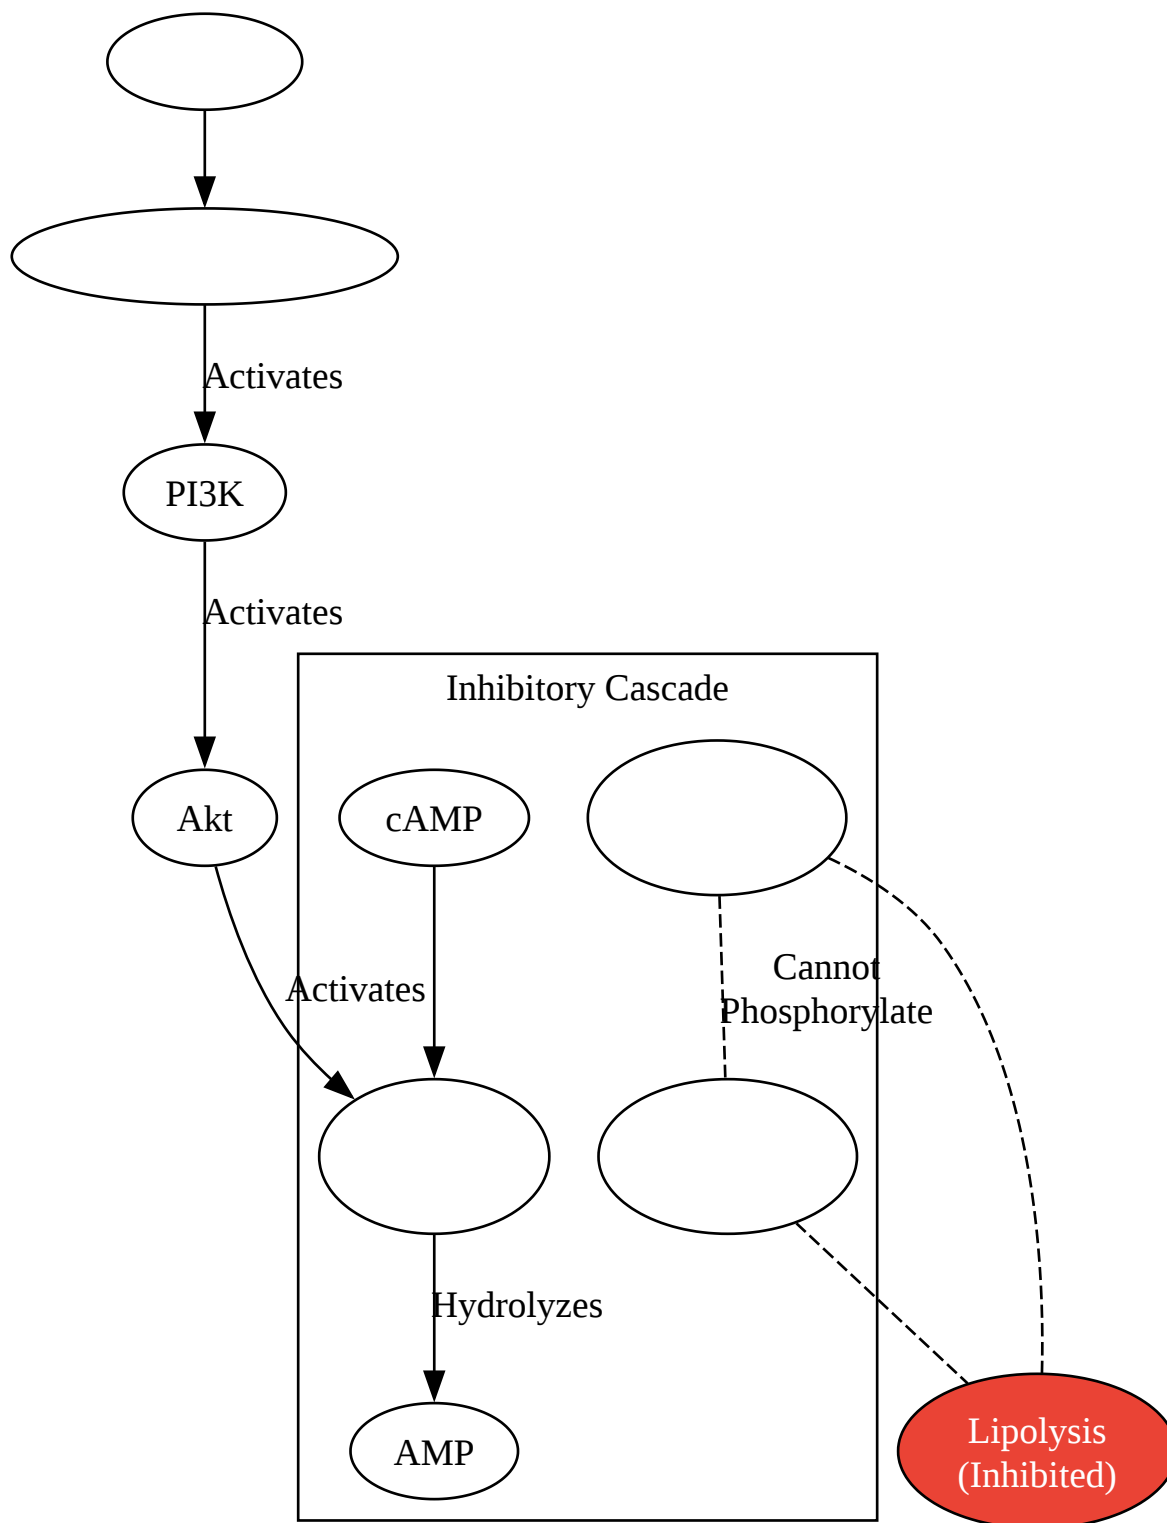 Activates
PI3K
Activates
Inhibitory Cascade
Akt
cAMP
Activates
Cannot
Phosphorylate
Hydrolyzes
AMP
Lipolysis
(Inhibited)